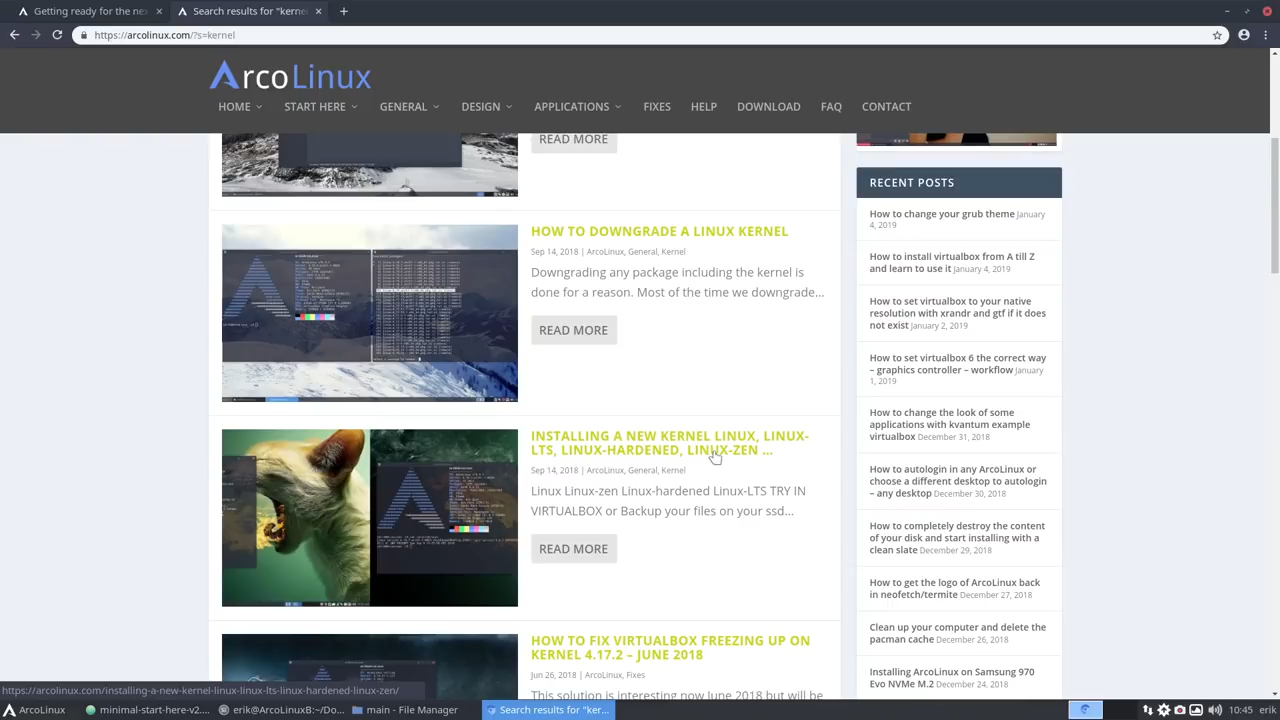 Getting ready for the ne
Search results for "kerne
https://arcolinux.com/?s=kernel
ArcoLinux
HOME START HERE GENERAL DESIGN APPLICATIONS FIXES HELP DOWNLOAD FAQ CONTACT
READ MORE
HOW TO DOWNGRADE A LINUX KERNEL
Sep 14, 2018 | ArcoLinux, General, Kernel
Downgrading any package including the kernel is
for a reason. Most of the time downgrade...
READ MORE
INSTALLING A NEW KERNEL LINUX, LINUX-
LTS, LINUX-HARDENED, LINUX-ZEN ...
Sep 14, 2018 | ArcoLinux, General, Kernel
Linux Linux-zen Linux-hardened Linux-LTS TRY IN
VIRTUALBOX or Backup your files on your ssd...
READ MORE
HOW TO FIX VIRTUALBOX FREEZING UP ON
KERNEL 4.17.2 – JUNE 2018
Jun 26, 2018 | ArcoLinux, Fixes
This solution is interesting now June 2018 but will be
RECENT POSTS
How to change your grub theme January
4, 2019
How to install virtualbox from A till Z
and learn to use it January 4, 2019
How to set virtualbox to your native
resolution with xrandr and gtf if it does
not exist January 2, 2019
How to set virtualbox 6 the correct way
– graphics controller – workflow January
1, 2019
How to change the look of some
applications with kvantum example
virtualbox December 31, 2018
How to autologin in any ArcoLinux or
choose a different desktop to autologin
– any desktop December 30, 2018
How to completely destroy the content
of your disk and start installing with a
clean slate December 29, 2018
How to get the logo of ArcoLinux back
in neofetch/termite December 27, 2018
Clean up your computer and delete the
pacman cache December 26, 2018
Installing ArcoLinux on Samsung 970
Evo NVMe M.2 December 24, 2018
https://arcolinux.com/installing-a-new-kernel-linux-linux-lts-linux-hardened-linux-zen/
ArcoLinux minimal-start-here-v2... erik@ArcoB:~/Do... main - File Manager Search results for "ker... 10:45 erik